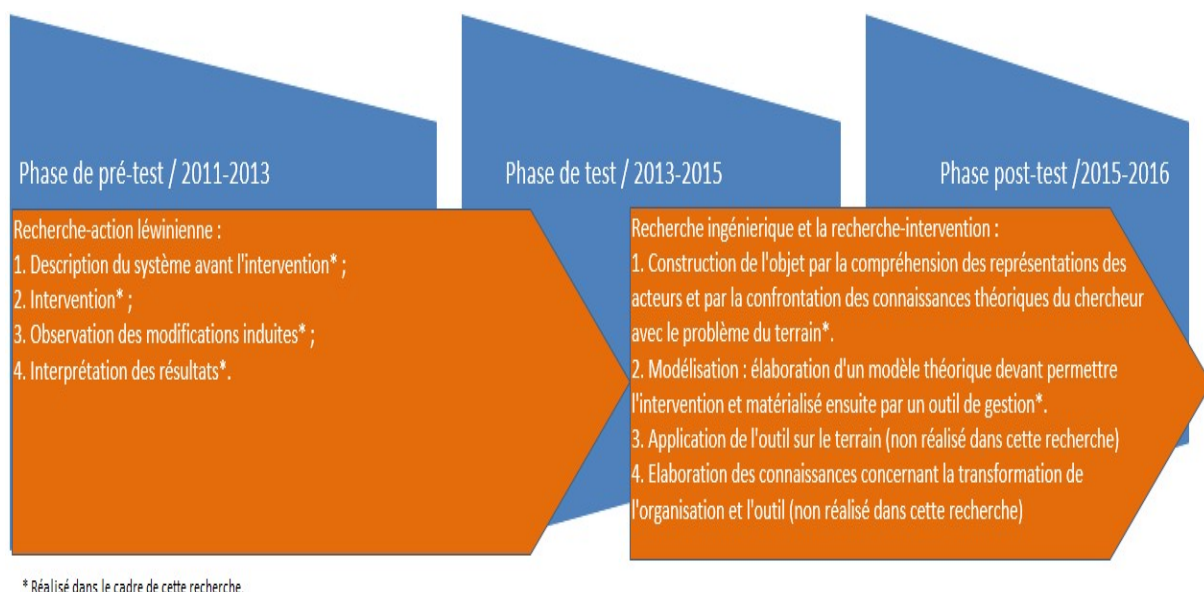 Phase de pré-test / 2011-2013
Phase de test / 2013-2015
Phase post-test /2015-2016
Recherche-action léwinienne :
1. Description du système avant l'intervention* ;
2. Intervention* ;
3. Observation des modifications induites* ;
4. Interprétation des résultats*.
Recherche ingénierique et la recherche-intervention :
1. Construction de l'objet par la compréhension des représentations des
acteurs et par la confrontation des connaissances théoriques du chercheur
avec le problème du terrain*.
2. Modélisation : élaboration d'un modèle théorique devant permettre
l'intervention et matérialisé ensuite par un outil de gestion*.
3. Application de l'outil sur le terrain (non réalisé dans cette recherche)
4. Elaboration des connaissances concernant la transformation de
l'organisation et l'outil (non réalisé dans cette recherche)
* Réalisé dans le cadre de cette recherche.